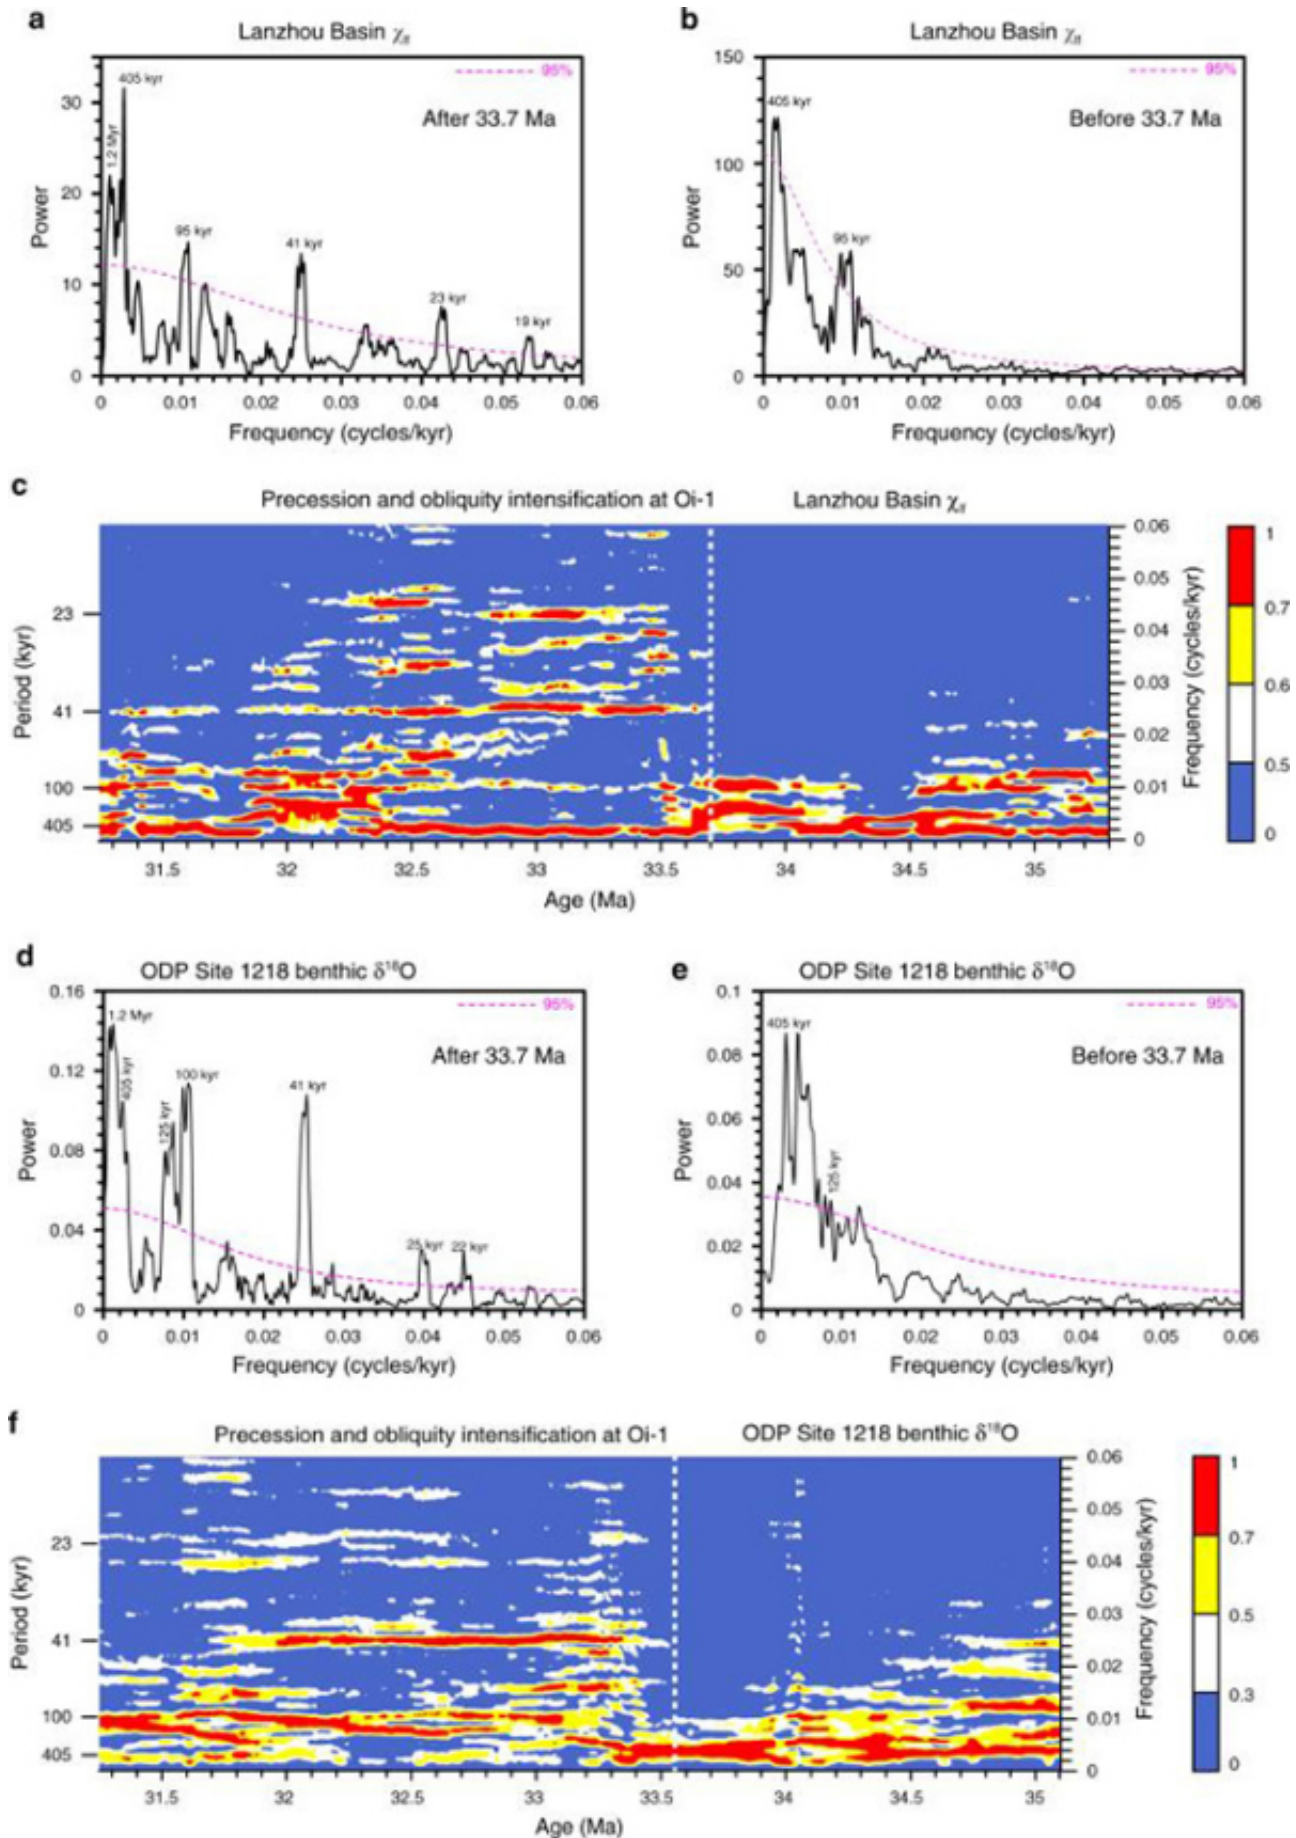 a
Lanzhou Basin χlf
95%
After 33.7 Ma
405 kyr
1.2 Myr
95 kyr
41 kyr
23 kyr
19 kyr
30
20
10
0
Power
0 0.01 0.02 0.03 0.04 0.05 0.06
Frequency (cycles/kyr)
b
Lanzhou Basin χlf
95%
Before 33.7 Ma
405 kyr
95 kyr
150
100
50
0
Power
0 0.01 0.02 0.03 0.04 0.05 0.06
Frequency (cycles/kyr)
c
Precession and obliquity intensification at Oi-1 Lanzhou Basin χlf
Period (kyr)
23
41
100
405
0.06
0.05
0.04
0.03
0.02
0.01
0
Frequency (cycles/kyr)
1
0.7
0.6
0.5
0
31.5 32 32.5 33 33.5 34 34.5 35
Age (Ma)
d
ODP Site 1218 benthic δ18O
95%
After 33.7 Ma
1.2 Myr
405 kyr
125 kyr
100 kyr
41 kyr
25 kyr
22 kyr
0.16
0.12
0.08
0.04
0
Power
0 0.01 0.02 0.03 0.04 0.05 0.06
Frequency (cycles/kyr)
e
ODP Site 1218 benthic δ18O
95%
Before 33.7 Ma
405 kyr
125 kyr
0.1
0.08
0.06
0.04
0.02
0
Power
0 0.01 0.02 0.03 0.04 0.05 0.06
Frequency (cycles/kyr)
f
Precession and obliquity intensification at Oi-1 ODP Site 1218 benthic δ18O
Period (kyr)
23
41
100
405
0.06
0.05
0.04
0.03
0.02
0.01
0
Frequency (cycles/kyr)
1
0.7
0.5
0.3
0
31.5 32 32.5 33 33.5 34 34.5 35
Age (Ma)